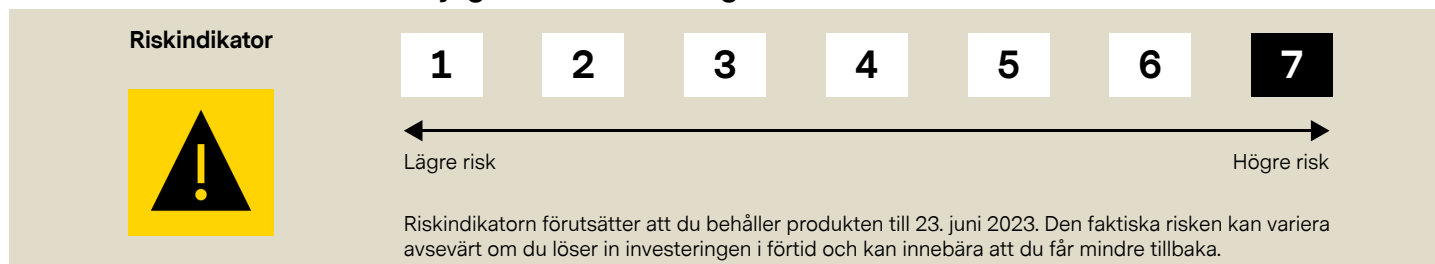 Riskindikator
1 2 3 4 5 6 7
Lägre risk
Högre risk
Riskindikatorn förutsätter att du behåller produkten till 23. juni 2023. Den faktiska risken kan variera
avsevärt om du löser in investeringen i förtid och kan innebära att du får mindre tillbaka.